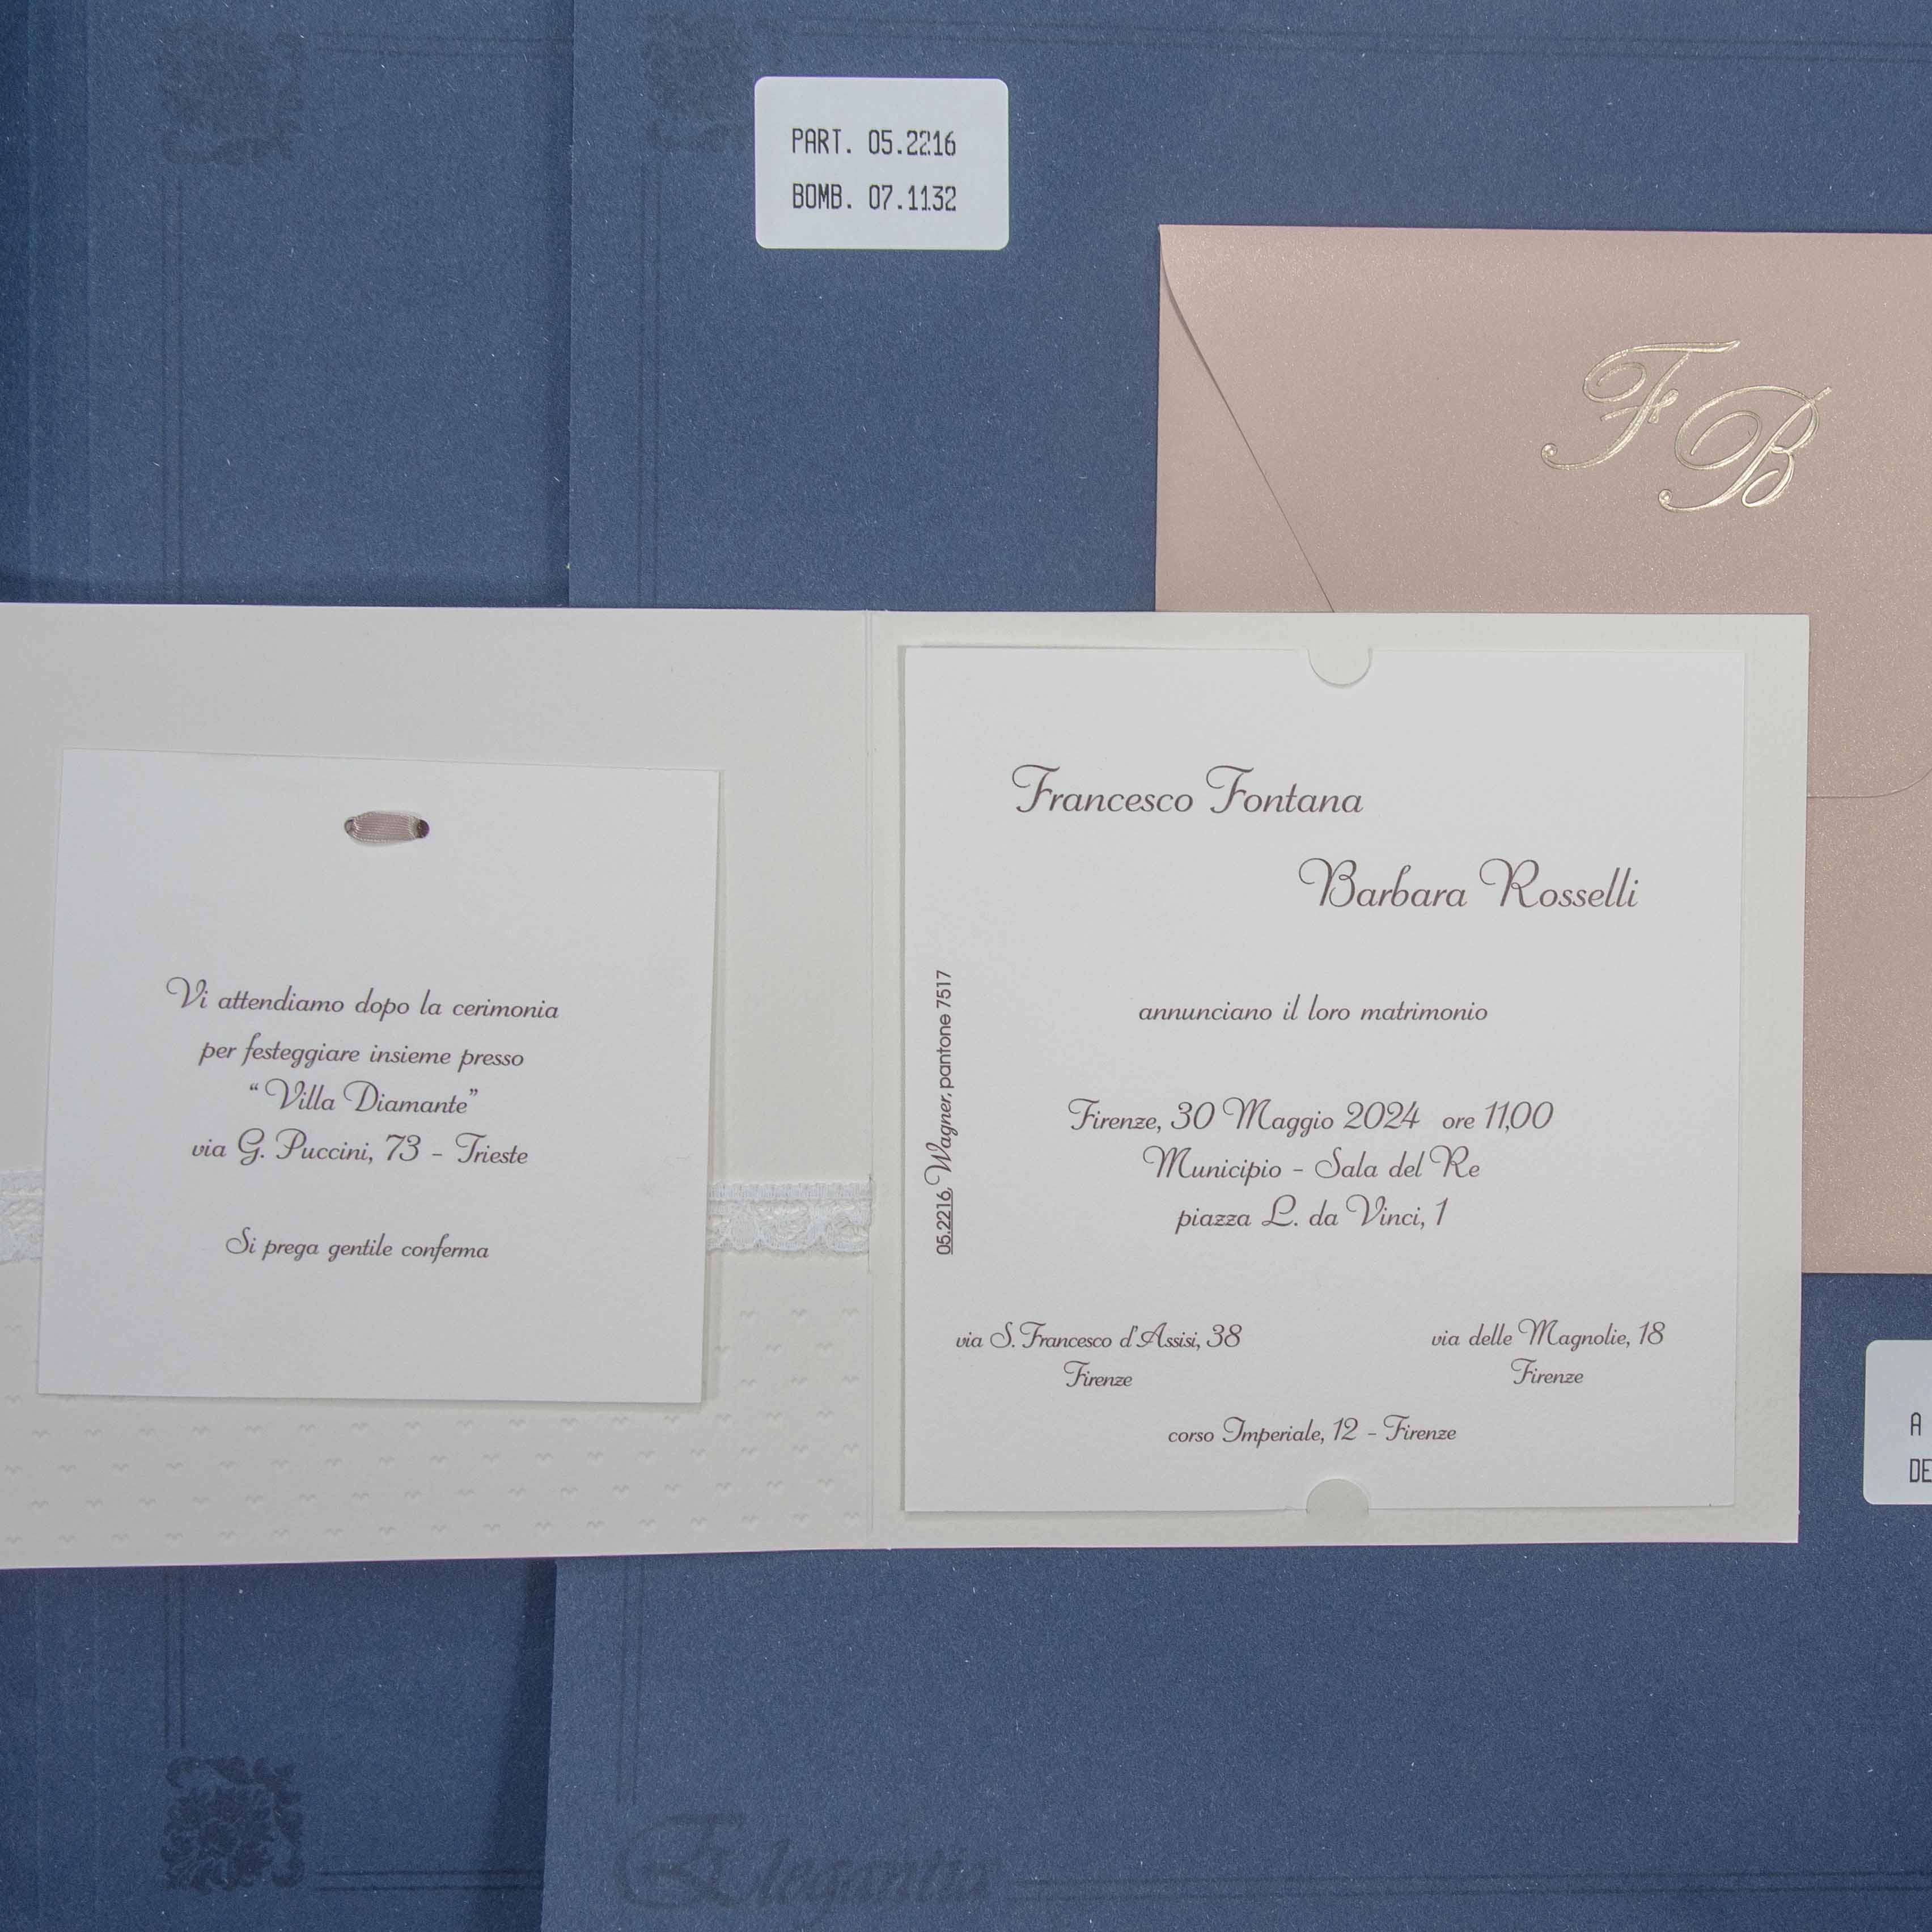 PART. 05.2216
BOMB. 07.1132
F B
Vi attendiamo dopo la cerimonia
per festeggiare insieme presso
“Villa Diamante”
via G. Puccini, 73 - Trieste
Si prega gentile conferma
Francesco Fontana
Barbara Rosselli
annunciano il loro matrimonio
Firenze, 30 Maggio 2024 ore 11,00
Municipio - Sala del Re
piazza L. da Vinci, 1
via S. Francesco d'Assisi, 38
Firenze
via delle Magnolie, 18
Firenze
corso Imperiale, 12 - Firenze
05.2216, Wagner, pantone 7517
A
DE
Elegantia